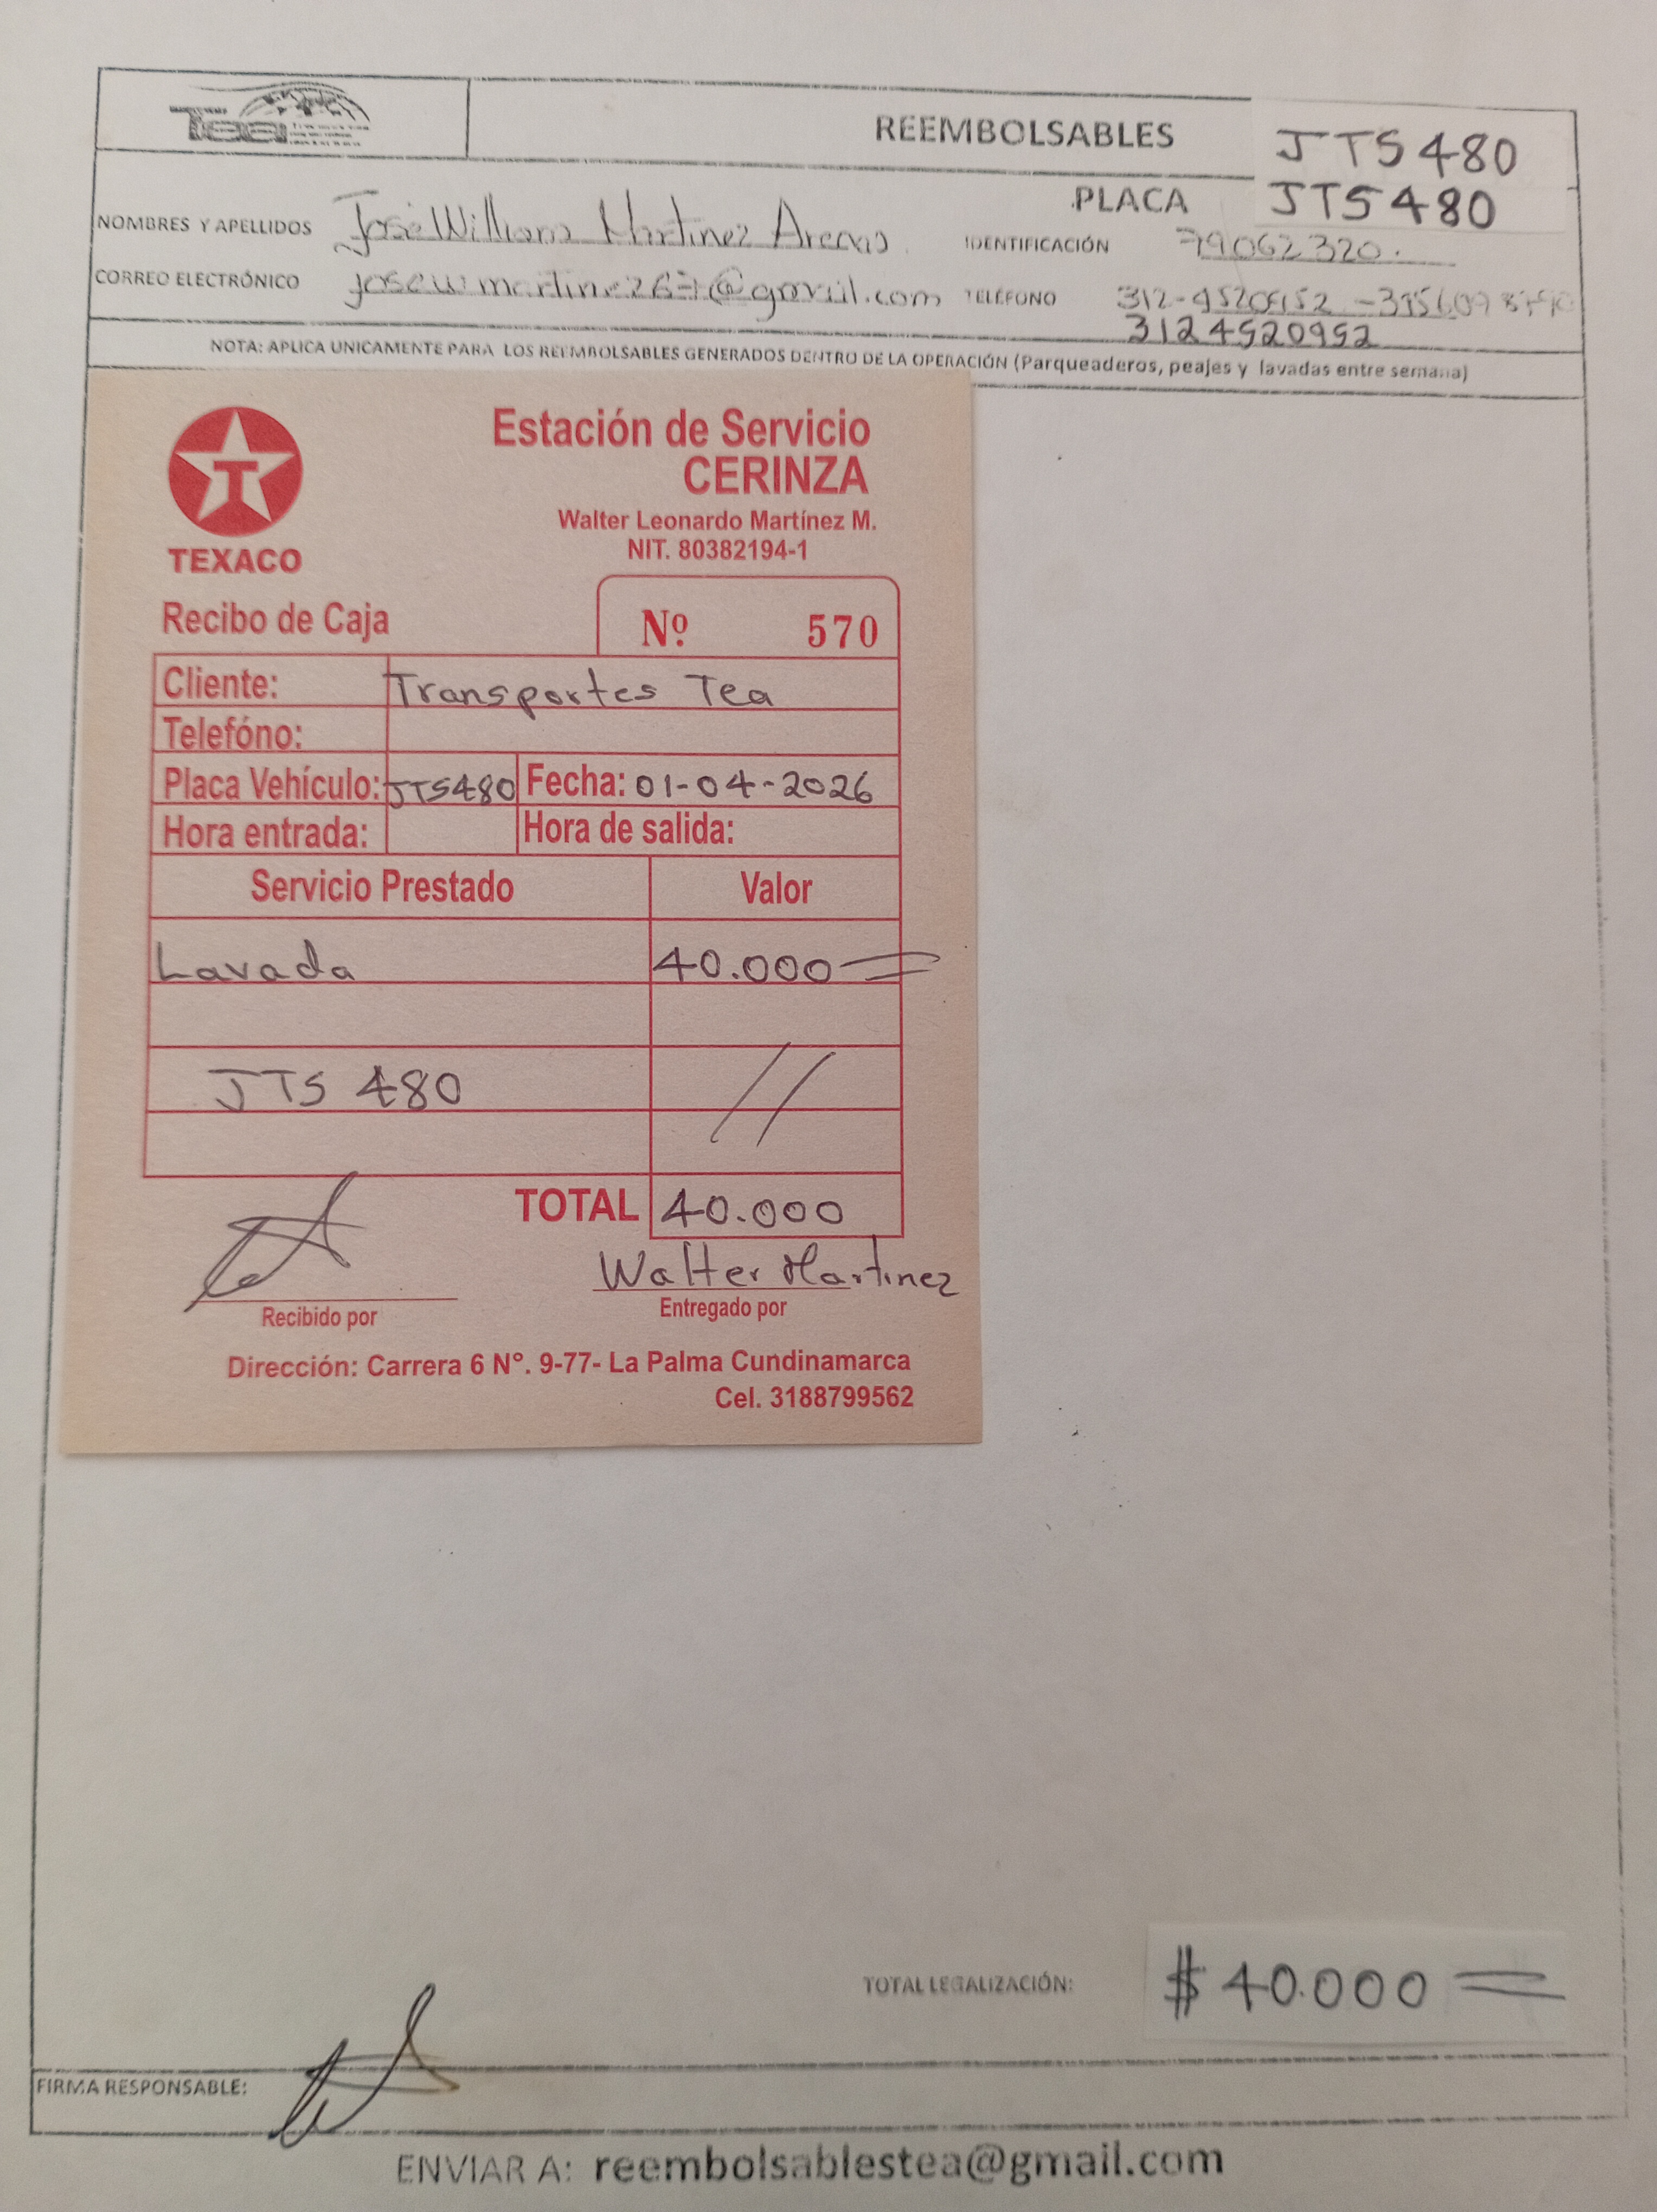 Tea
REEMBOLSABLES
JTS480
PLACA JTS480
NOMBRES Y APELLIDOS José William Martinez Arenas IDENTIFICACIÓN 79062320.
CORREO ELECTRÓNICO TELÉFONO
3124520952
NOTA: APLICA UNICAMENTE PARA LOS REEMBOLSABLES GENERADOS DENTRO DE LA OPERACIÓN (Parqueaderos, peajes y lavadas entre semana)
Estación de Servicio
CERINZA
Walter Leonardo Martínez M.
NIT. 80382194-1
T
TEXACO
Recibo de Caja
Nº 570
Cliente: Transportes Tea
Telefóno:
Placa Vehículo: JTS480 Fecha: 01-04-2026
Hora entrada: Hora de salida:
Servicio Prestado Valor
Lavada 40.000=
JTS 480 //
TOTAL 40.000
Walter Martinez
Recibido por Entregado por
Dirección: Carrera 6 N°. 9-77- La Palma Cundinamarca
Cel. 3188799562
TOTAL LEGALIZACIÓN: $40.000=
FIRMA RESPONSABLE:
ENVIAR A: reembolsablestea@gmail.com